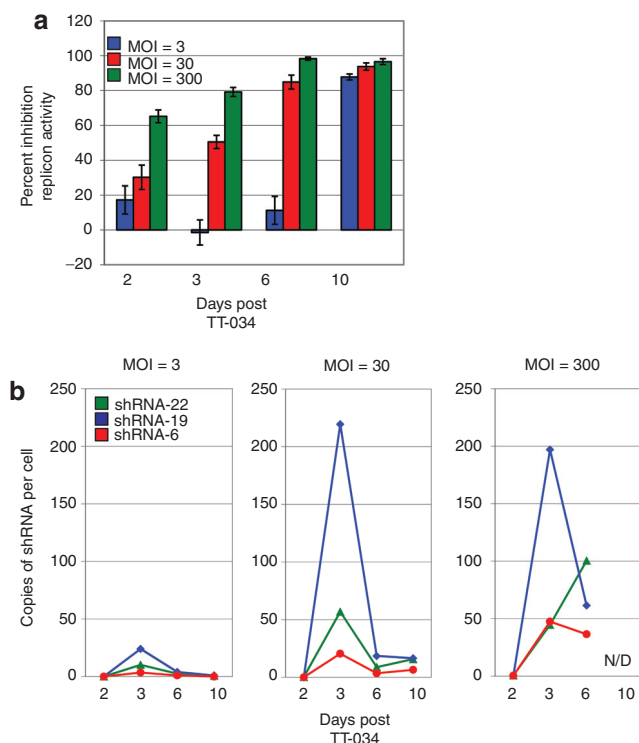 a
Percent inhibition
replicon activity
120
100
80
60
40
20
0
−20
MOI = 3
MOI = 30
MOI = 300
2 3 6 10
Days post
TT-034
b
MOI = 3 MOI = 30 MOI = 300
Copies of shRNA per cell
250 250 250
200 200 200
150 150 150
100 100 100
50 50 50
0 0 0
shRNA-22
shRNA-19
shRNA-6
N/D
2 3 6 10 2 3 6 10 2 3 6 10
Days post
TT-034